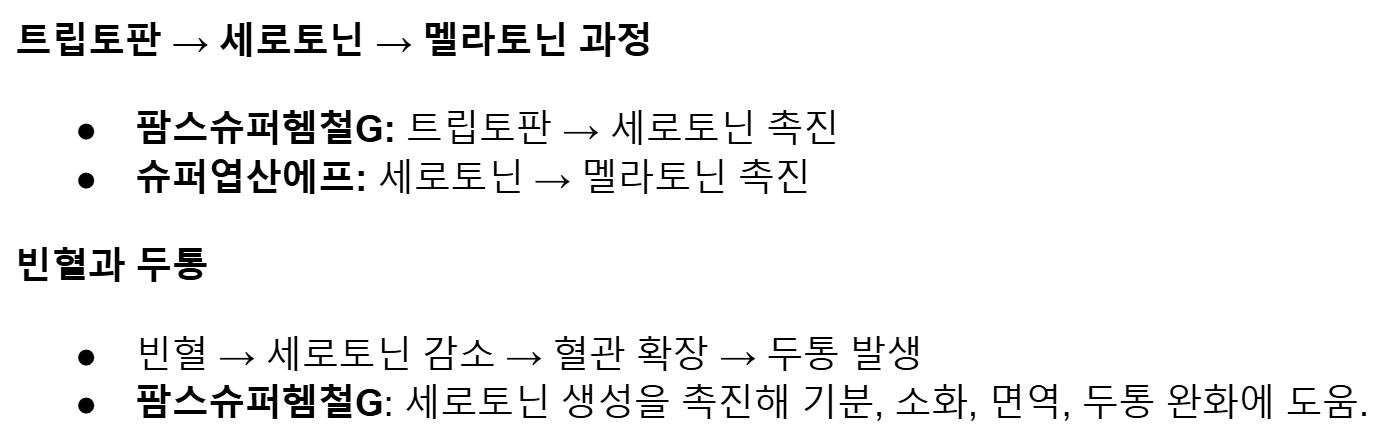 트립토판 → 세로토닌 → 멜라토닌 과정
● 팜스슈퍼헴철G: 트립토판 → 세로토닌 촉진
● 슈퍼엽산에프: 세로토닌 → 멜라토닌 촉진
빈혈과 두통
● 빈혈 → 세로토닌 감소 → 혈관 확장 → 두통 발생
● 팜스슈퍼헴철G: 세로토닌 생성을 촉진해 기분, 소화, 면역, 두통 완화에 도움.